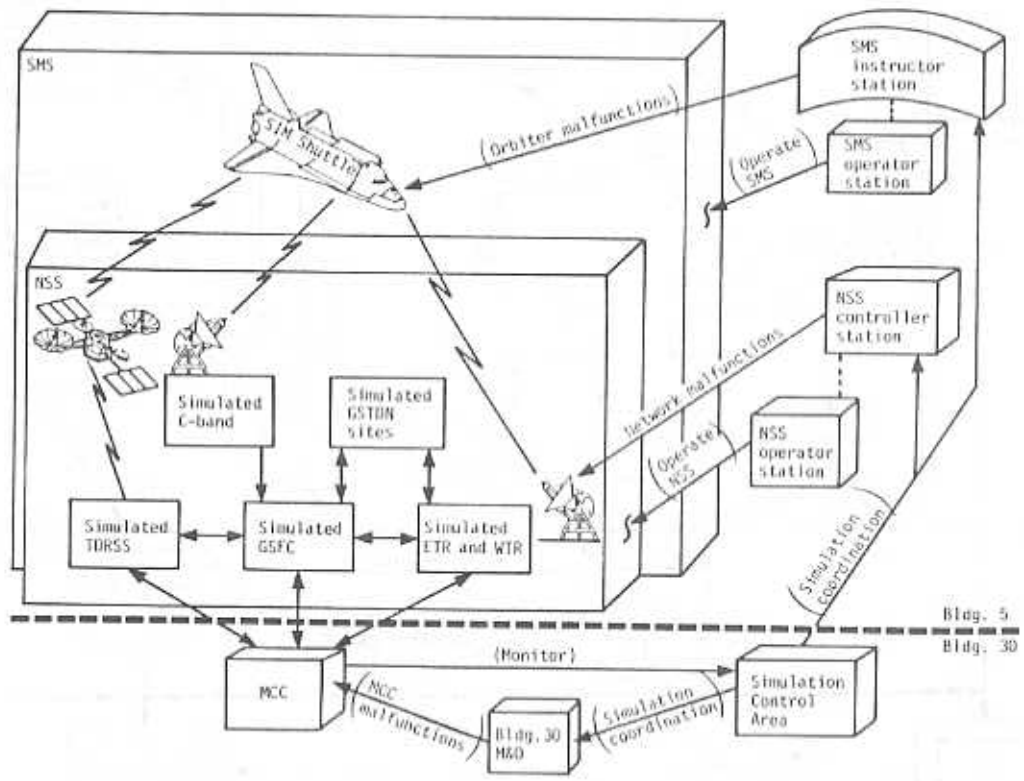 SMS
SIM Shuttle
(Orbiter malfunctions)
SMS
instructor
station
SMS
operator
station
(Operate
SMS)
NSS
NSS
controller
station
Network malfunctions
NSS
operator
station
(Operate
NSS)
Simulated
C-band
Simulated
GSTDN
sites
Simulated
TDRSS
Simulated
GSFC
Simulated
ETR and WTR
(Simulation
coordination)
Bldg. 5
Bldg. 30
MCC
(Monitor)
Simulation
Control
Area
(MCC
malfunctions)
Bldg.30
M&O
(Simulation
coordination)